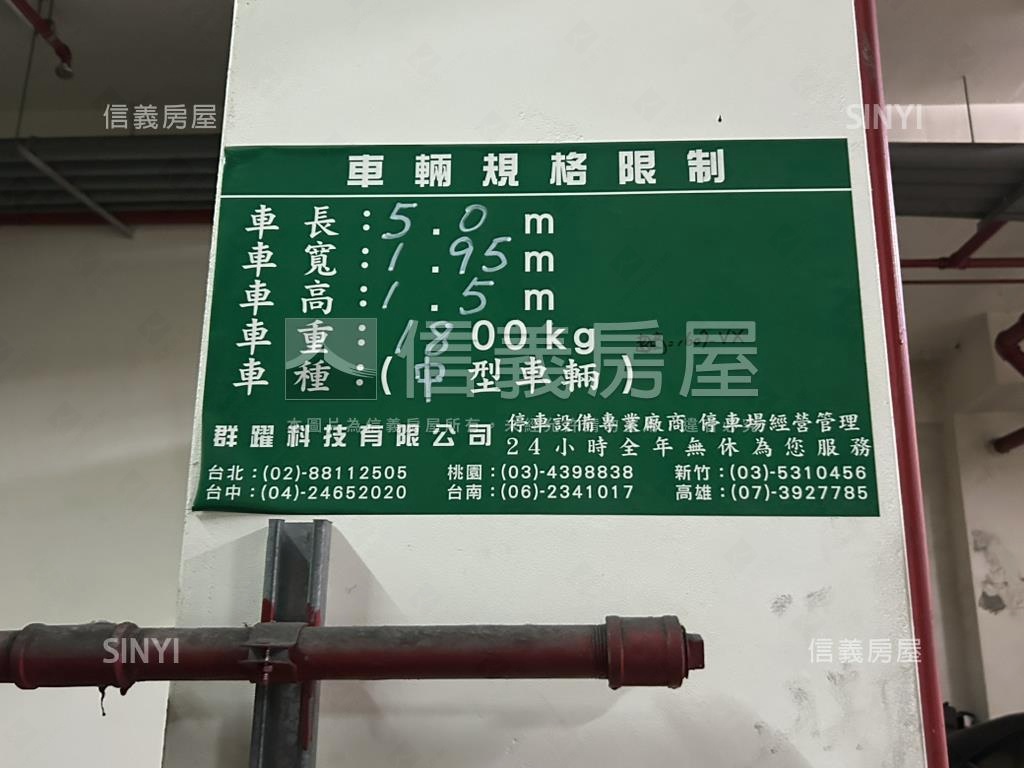 信義房屋 SINYI
車輛規格限制
車長：5.0m
車寬：1.95m
車高：1.5m
車重：1800kg
車種：(中型車輛)
信義房屋
群躍科技有限公司 停車設備專業廠商 停車場經營管理
24小時全年無休為您服務
台北：(02)-88112505 桃園：(03)-4398838 新竹：(03)-5310456
台中：(04)-24652020 台南：(06)-2341017 高雄：(07)-3927785
SINYI 信義房屋